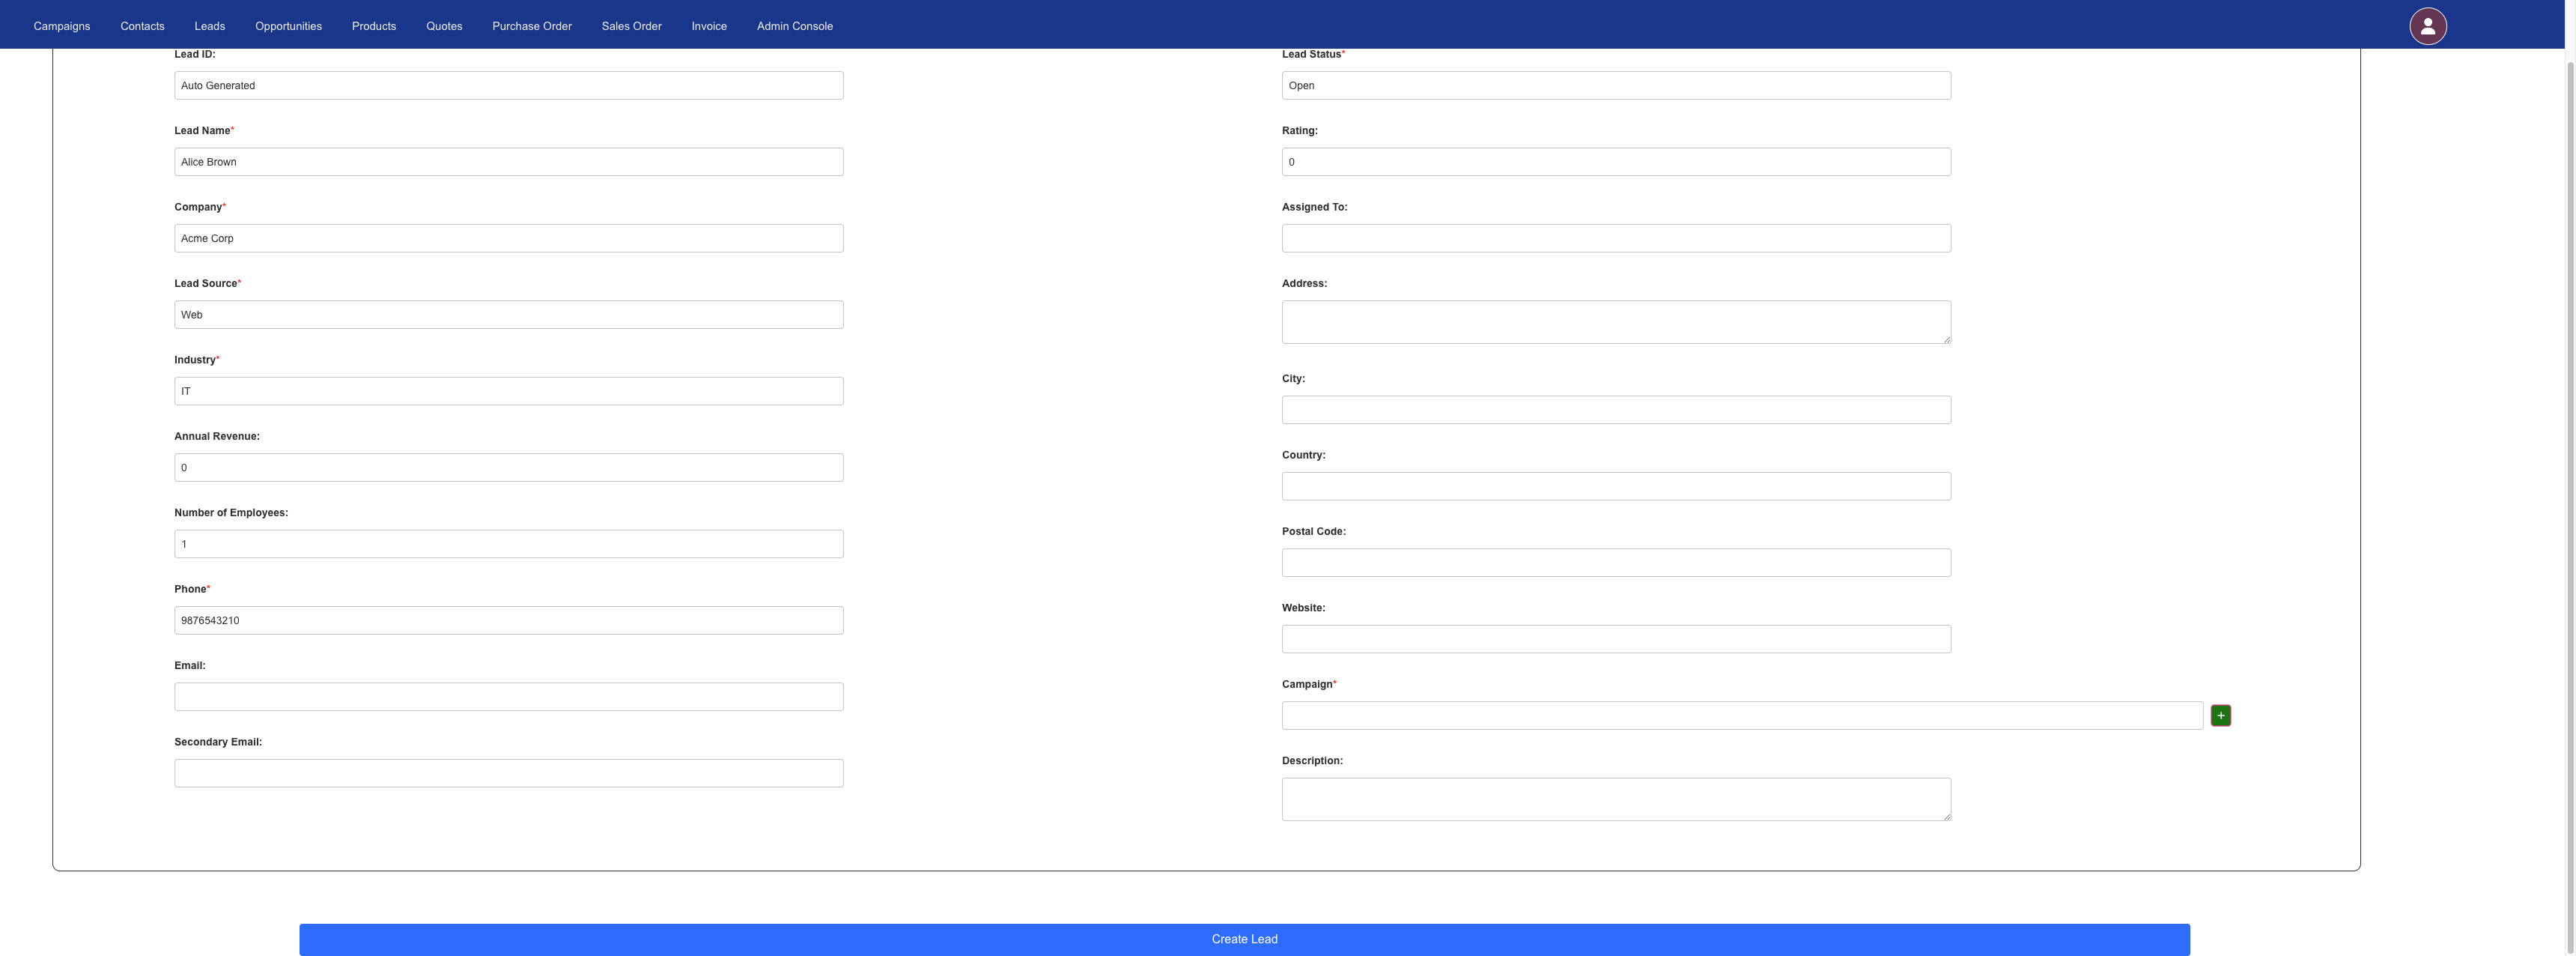 Campaigns Contacts Leads Opportunities Products Quotes Purchase Order Sales Order Invoice Admin Console
Lead ID:
Auto Generated
Lead Name*
Alice Brown
Company*
Acme Corp
Lead Source*
Web
Industry*
IT
Annual Revenue:
0
Number of Employees:
1
Phone*
9876543210
Email:
Secondary Email:
Lead Status*
Open
Rating:
0
Assigned To:
Address:
City:
Country:
Postal Code:
Website:
Campaign*
+
Description:
Create Lead